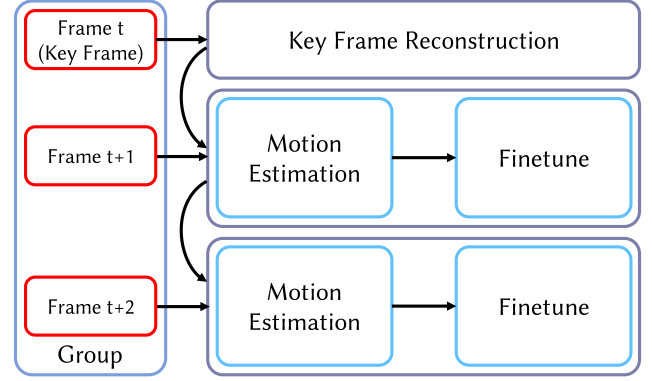 Frame t
(Key Frame)
Key Frame Reconstruction
Frame t+1
Motion
Estimation
Finetune
Frame t+2
Motion
Estimation
Finetune
Group